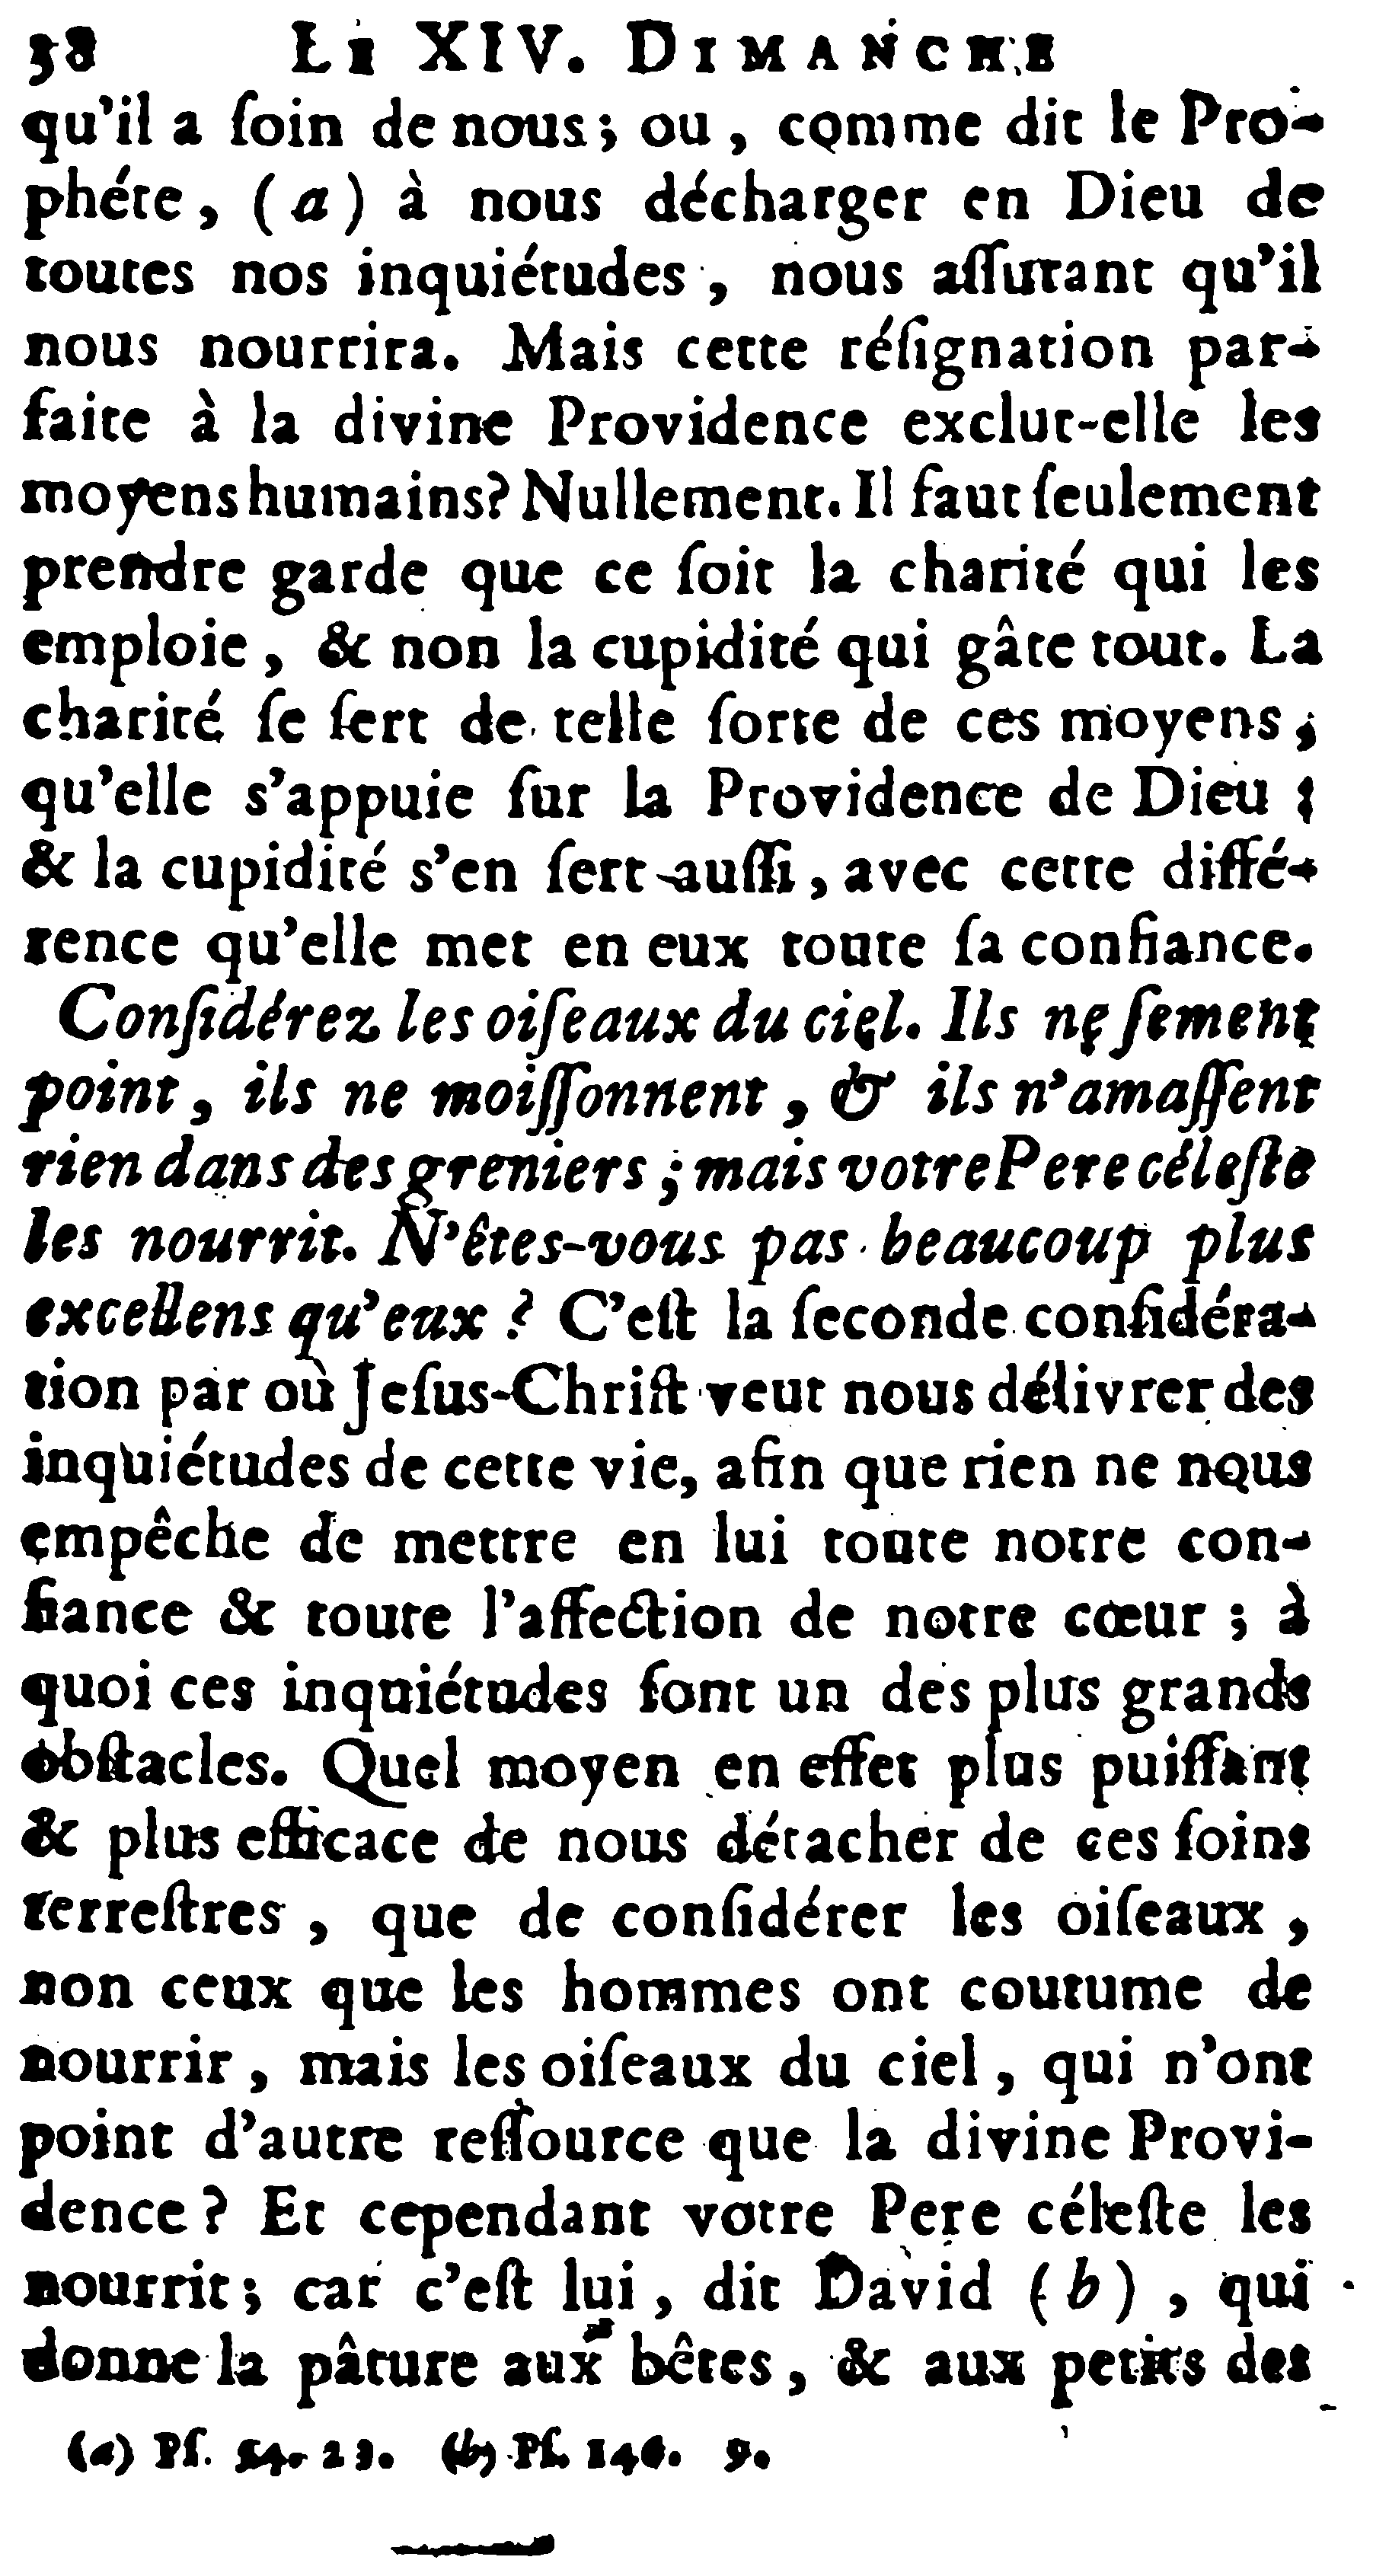 58 LE XIV. DIMANCHE
qu'il a ſoin de nous; ou, comme dit le Pro-
phéte, (a) à nous décharger en Dieu de
toutes nos inquiétudes, nous aſſurant qu'il
nous nourrira. Mais cette réſignation par-
faite à la divine Providence exclut-elle les
moyens humains? Nullement. Il faut ſeulement
prendre garde que ce ſoit la charité qui les
emploie, & non la cupidité qui gâte tout. La
charité ſe ſert de telle ſorte de ces moyens,
qu'elle s'appuie ſur la Providence de Dieu;
& la cupidité s'en ſert auſſi, avec cette diffé-
rence qu'elle met en eux toute ſa confiance.
Conſidérez les oiſeaux du ciel. Ils ne ſement
point, ils ne moiſſonnent, & ils n'amaſſent
rien dans des greniers; mais votre Pere céleſte
les nourrit. N'êtes-vous pas beaucoup plus
excellens qu'eux? C'eſt la ſeconde conſidéra-
tion par où Jeſus-Chriſt veut nous délivrer des
inquiétudes de cette vie, afin que rien ne nous
empêche de mettre en lui toute notre con-
fiance & toute l'affection de notre cœur; à
quoi ces inquiétudes ſont un des plus grands
obſtacles. Quel moyen en effet plus puiſſant
& plus efficace de nous détacher de ces ſoins
terreſtres, que de conſidérer les oiſeaux,
non ceux que les hommes ont coutume de
nourrir, mais les oiſeaux du ciel, qui n'ont
point d'autre reſſource que la divine Provi-
dence? Et cependant votre Pere céleſte les
nourrit; car c'eſt lui, dit David (b), qui
donne la pâture aux bêtes, & aux petits des
(a) Pſ. 54. 23. (b) Pſ. 146. 9.